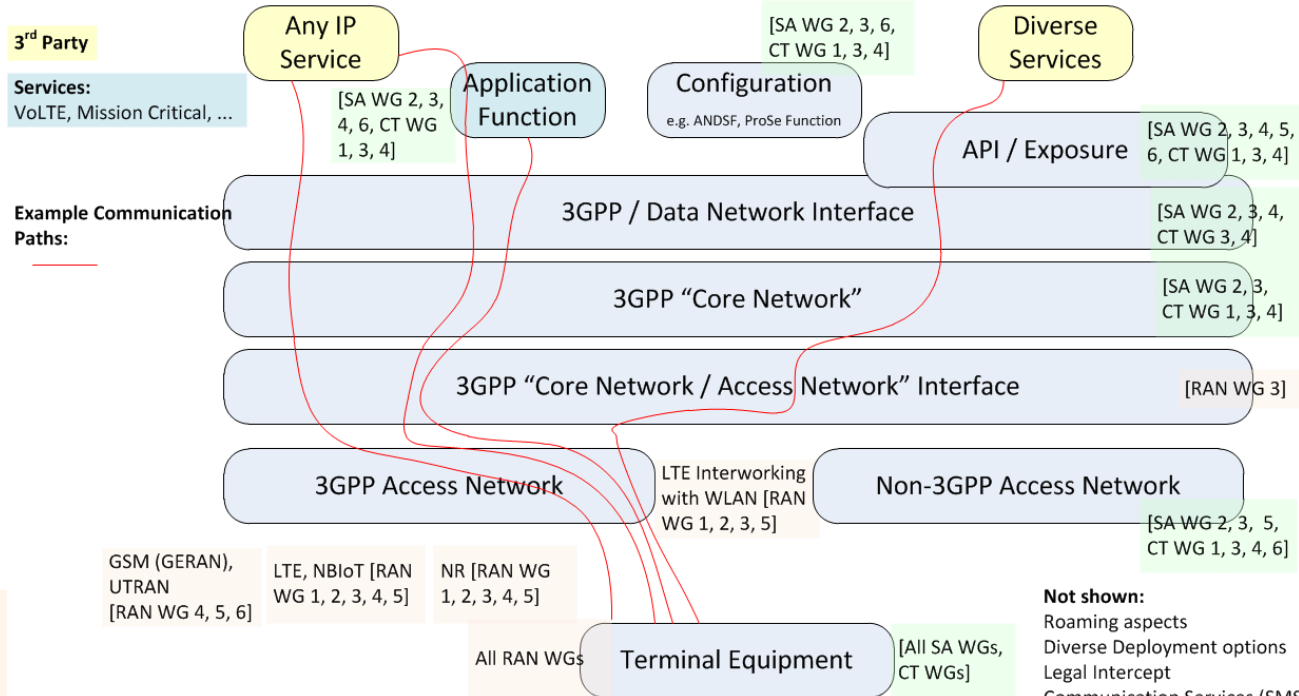 3rd Party
Any IP
Service
[SA WG 2, 3, 6,
CT WG 1, 3, 4]
Diverse
Services
Services:
VoLTE, Mission Critical, ...
[SA WG 2, 3,
4, 6, CT WG
1, 3, 4]
Application
Function
Configuration
e.g. ANDSF, ProSe Function
API / Exposure
[SA WG 2, 3, 4, 5,
6, CT WG 1, 3, 4]
Example Communication
Paths:
3GPP / Data Network Interface
[SA WG 2, 3, 4,
CT WG 3, 4]
3GPP “Core Network”
[SA WG 2, 3,
CT WG 1, 3, 4]
3GPP “Core Network / Access Network” Interface
[RAN WG 3]
3GPP Access Network
LTE Interworking
with WLAN [RAN
WG 1, 2, 3, 5]
Non-3GPP Access Network
[SA WG 2, 3,  5,
CT WG 1, 3, 4, 6]
GSM (GERAN),
UTRAN
[RAN WG 4, 5, 6]
LTE, NBIoT [RAN
WG 1, 2, 3, 4, 5]
NR [RAN WG
1, 2, 3, 4, 5]
All RAN WGs
Terminal Equipment
[All SA WGs,
CT WGs]
Not shown:
Roaming aspects
Diverse Deployment options
Legal Intercept
Communication Services (SMS